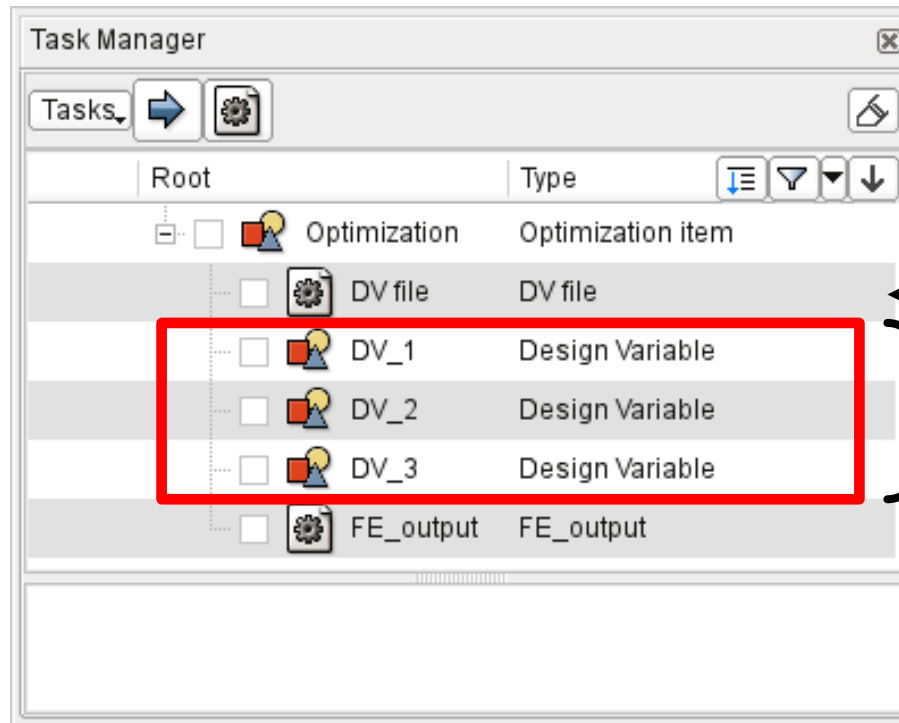 Task Manager
Tasks
Root Type
Optimization Optimization item
DV file DV file
DV_1 Design Variable
DV_2 Design Variable
DV_3 Design Variable
FE_output FE_output